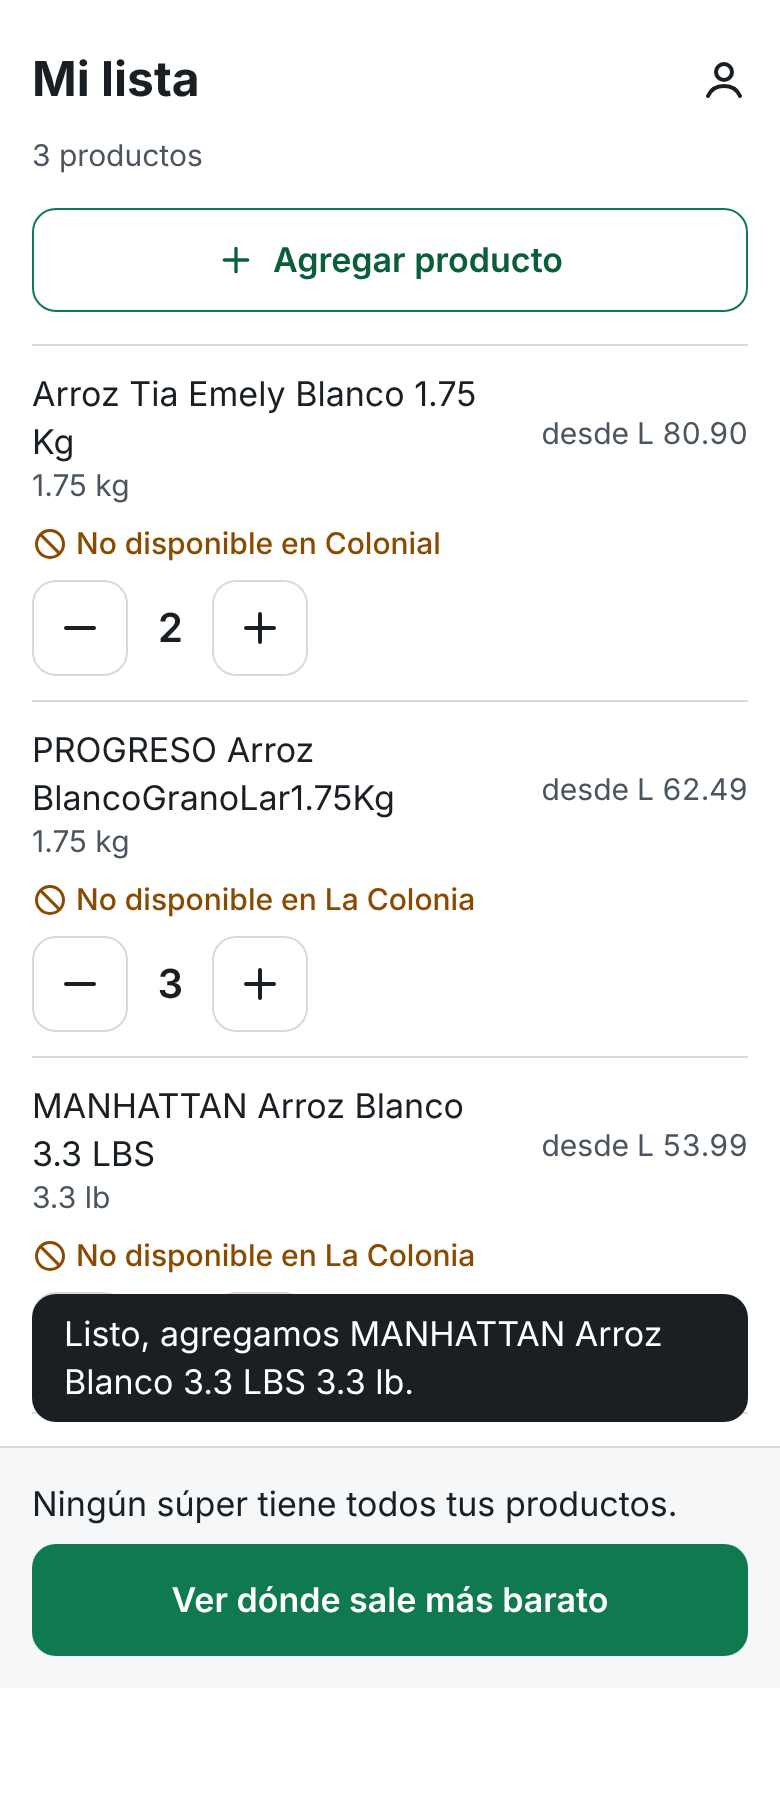 Mi lista
3 productos
Agregar producto
Arroz Tia Emely Blanco 1.75
Kg
desde L 80.90
1.75 kg
No disponible en Colonial
2
PROGRESO Arroz
BlancoGranoLar1.75Kg
desde L 62.49
1.75 kg
No disponible en La Colonia
3
MANHATTAN Arroz Blanco
3.3 LBS
desde L 53.99
3.3 lb
No disponible en La Colonia
Listo, agregamos MANHATTAN Arroz
Blanco 3.3 LBS 3.3 lb.
Ningún súper tiene todos tus productos.
Ver dónde sale más barato